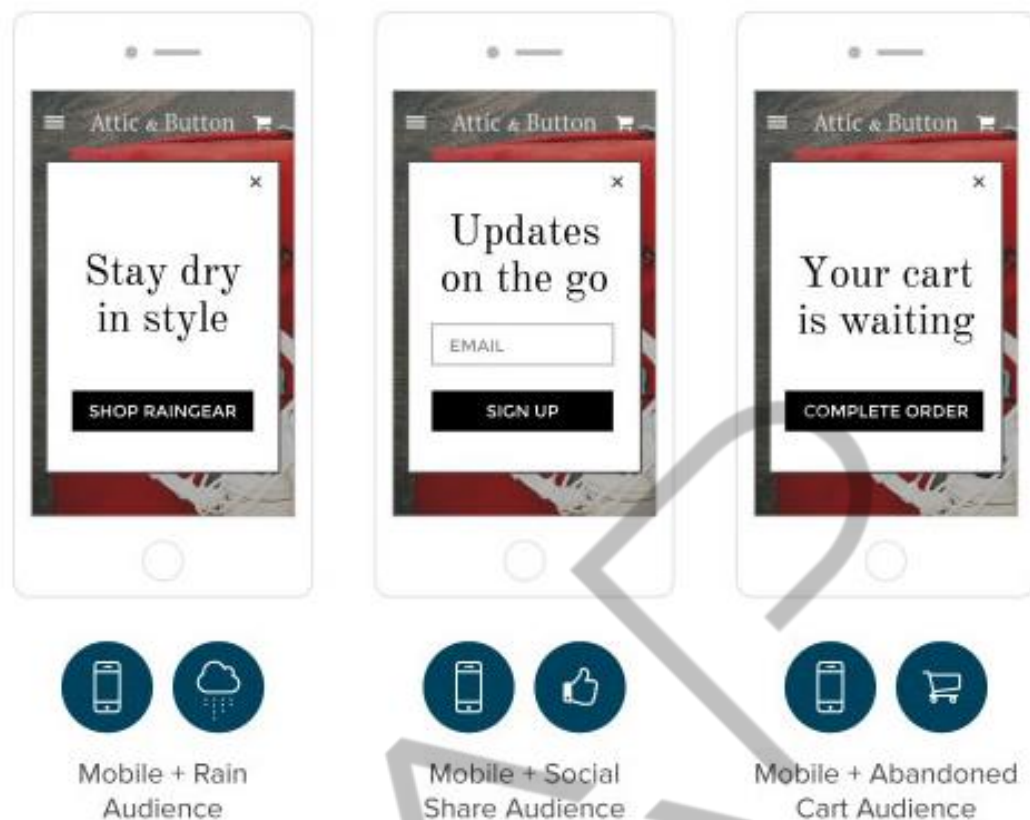 Attic & Button
×
Stay dry
in style
SHOP RAINGEAR
Mobile + Rain
Audience
Attic & Button
×
Updates
on the go
EMAIL
SIGN UP
Mobile + Social
Share Audience
Attic & Button
×
Your cart
is waiting
COMPLETE ORDER
Mobile + Abandoned
Cart Audience